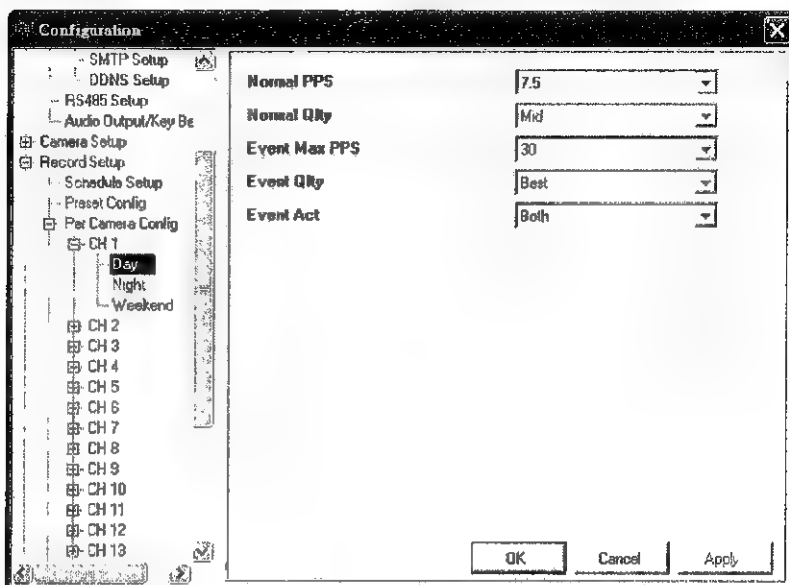 Configuration
SMTP Setup
DDNS Setup
RS485 Setup
Audio Output/Key Be
Camera Setup
Record Setup
Schedule Setup
Preset Config
Per Camera Config
CH 1
Day
Night
Weekend
CH 2
CH 3
CH 4
CH 5
CH 6
CH 7
CH 8
CH 9
CH 10
CH 11
CH 12
CH 13
Normal PPS 7.5
Normal Qlty Mid
Event Max PPS 30
Event Qlty Best
Event Act Both
OK Cancel Apply